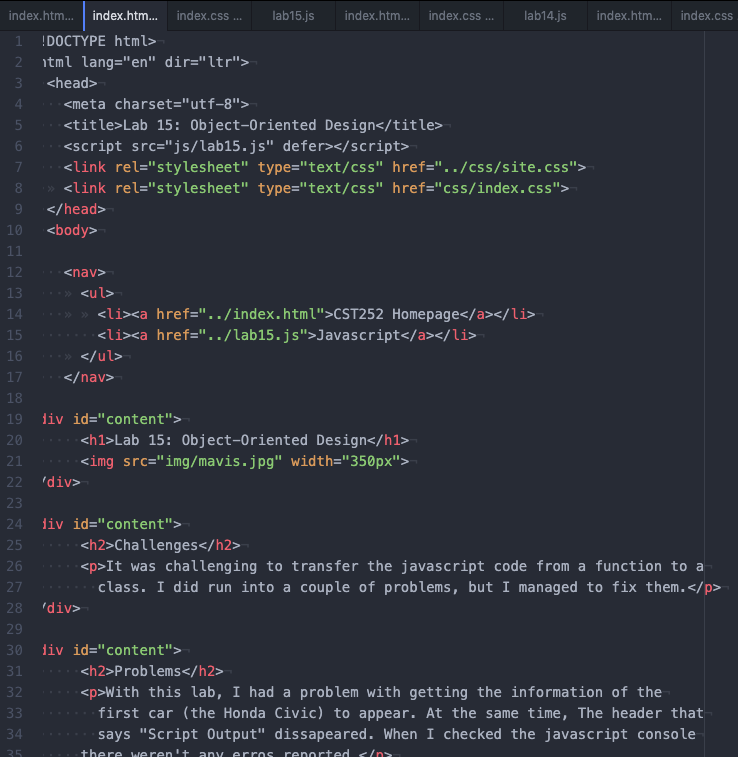 index.htm... index.htm... index.css ... lab15.js index.htm... index.css ... lab14.js index.htm... index.css
1 !DOCTYPE html>
2 html lang="en" dir="ltr">
3 <head>
4 <meta charset="utf-8">
5 <title>Lab 15: Object-Oriented Design</title>
6 <script src="js/lab15.js" defer></script>
7 <link rel="stylesheet" type="text/css" href="../css/site.css">
8 <link rel="stylesheet" type="text/css" href="css/index.css">
9 </head>
10 <body>
11
12 <nav>
13 <ul>
14 <li><a href="../index.html">CST252 Homepage</a></li>
15 <li><a href="../lab15.js">Javascript</a></li>
16 </ul>
17 </nav>
18
19 div id="content">
20 <h1>Lab 15: Object-Oriented Design</h1>
21 <img src="img/mavis.jpg" width="350px">
22 /div>
23
24 div id="content">
25 <h2>Challenges</h2>
26 <p>It was challenging to transfer the javascript code from a function to a
27 class. I did run into a couple of problems, but I managed to fix them.</p>
28 /div>
29
30 div id="content">
31 <h2>Problems</h2>
32 <p>With this lab, I had a problem with getting the information of the
33 first car (the Honda Civic) to appear. At the same time, The header that
34 says "Script Output" dissapeared. When I checked the javascript console
35 there weren't any erros reported.</p>